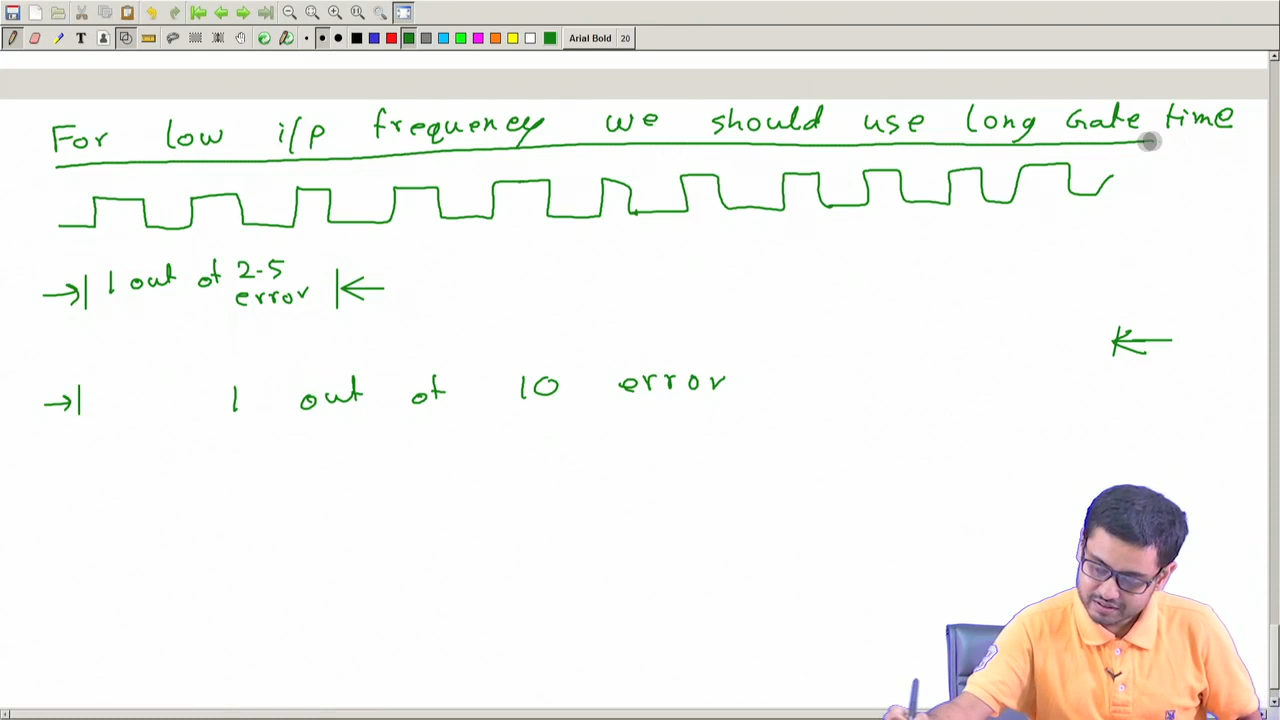 Arial Bold 20
For low i/p frequency we should use long Gate time
1 out of 2-5
error
1 out of 10 error